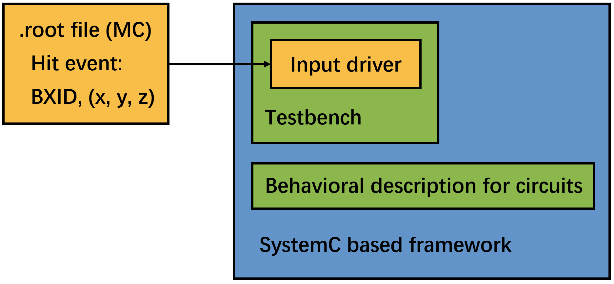 .root file (MC)
Hit event:
BXID, (x, y, z)
Input driver
Testbench
Behavioral description for circuits
SystemC based framework